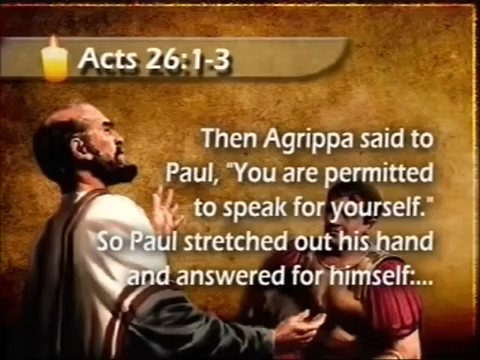 Acts 26:1-3
Then Agrippa said to
Paul, "You are permitted
to speak for yourself."
So Paul stretched out his hand
and answered for himself:...